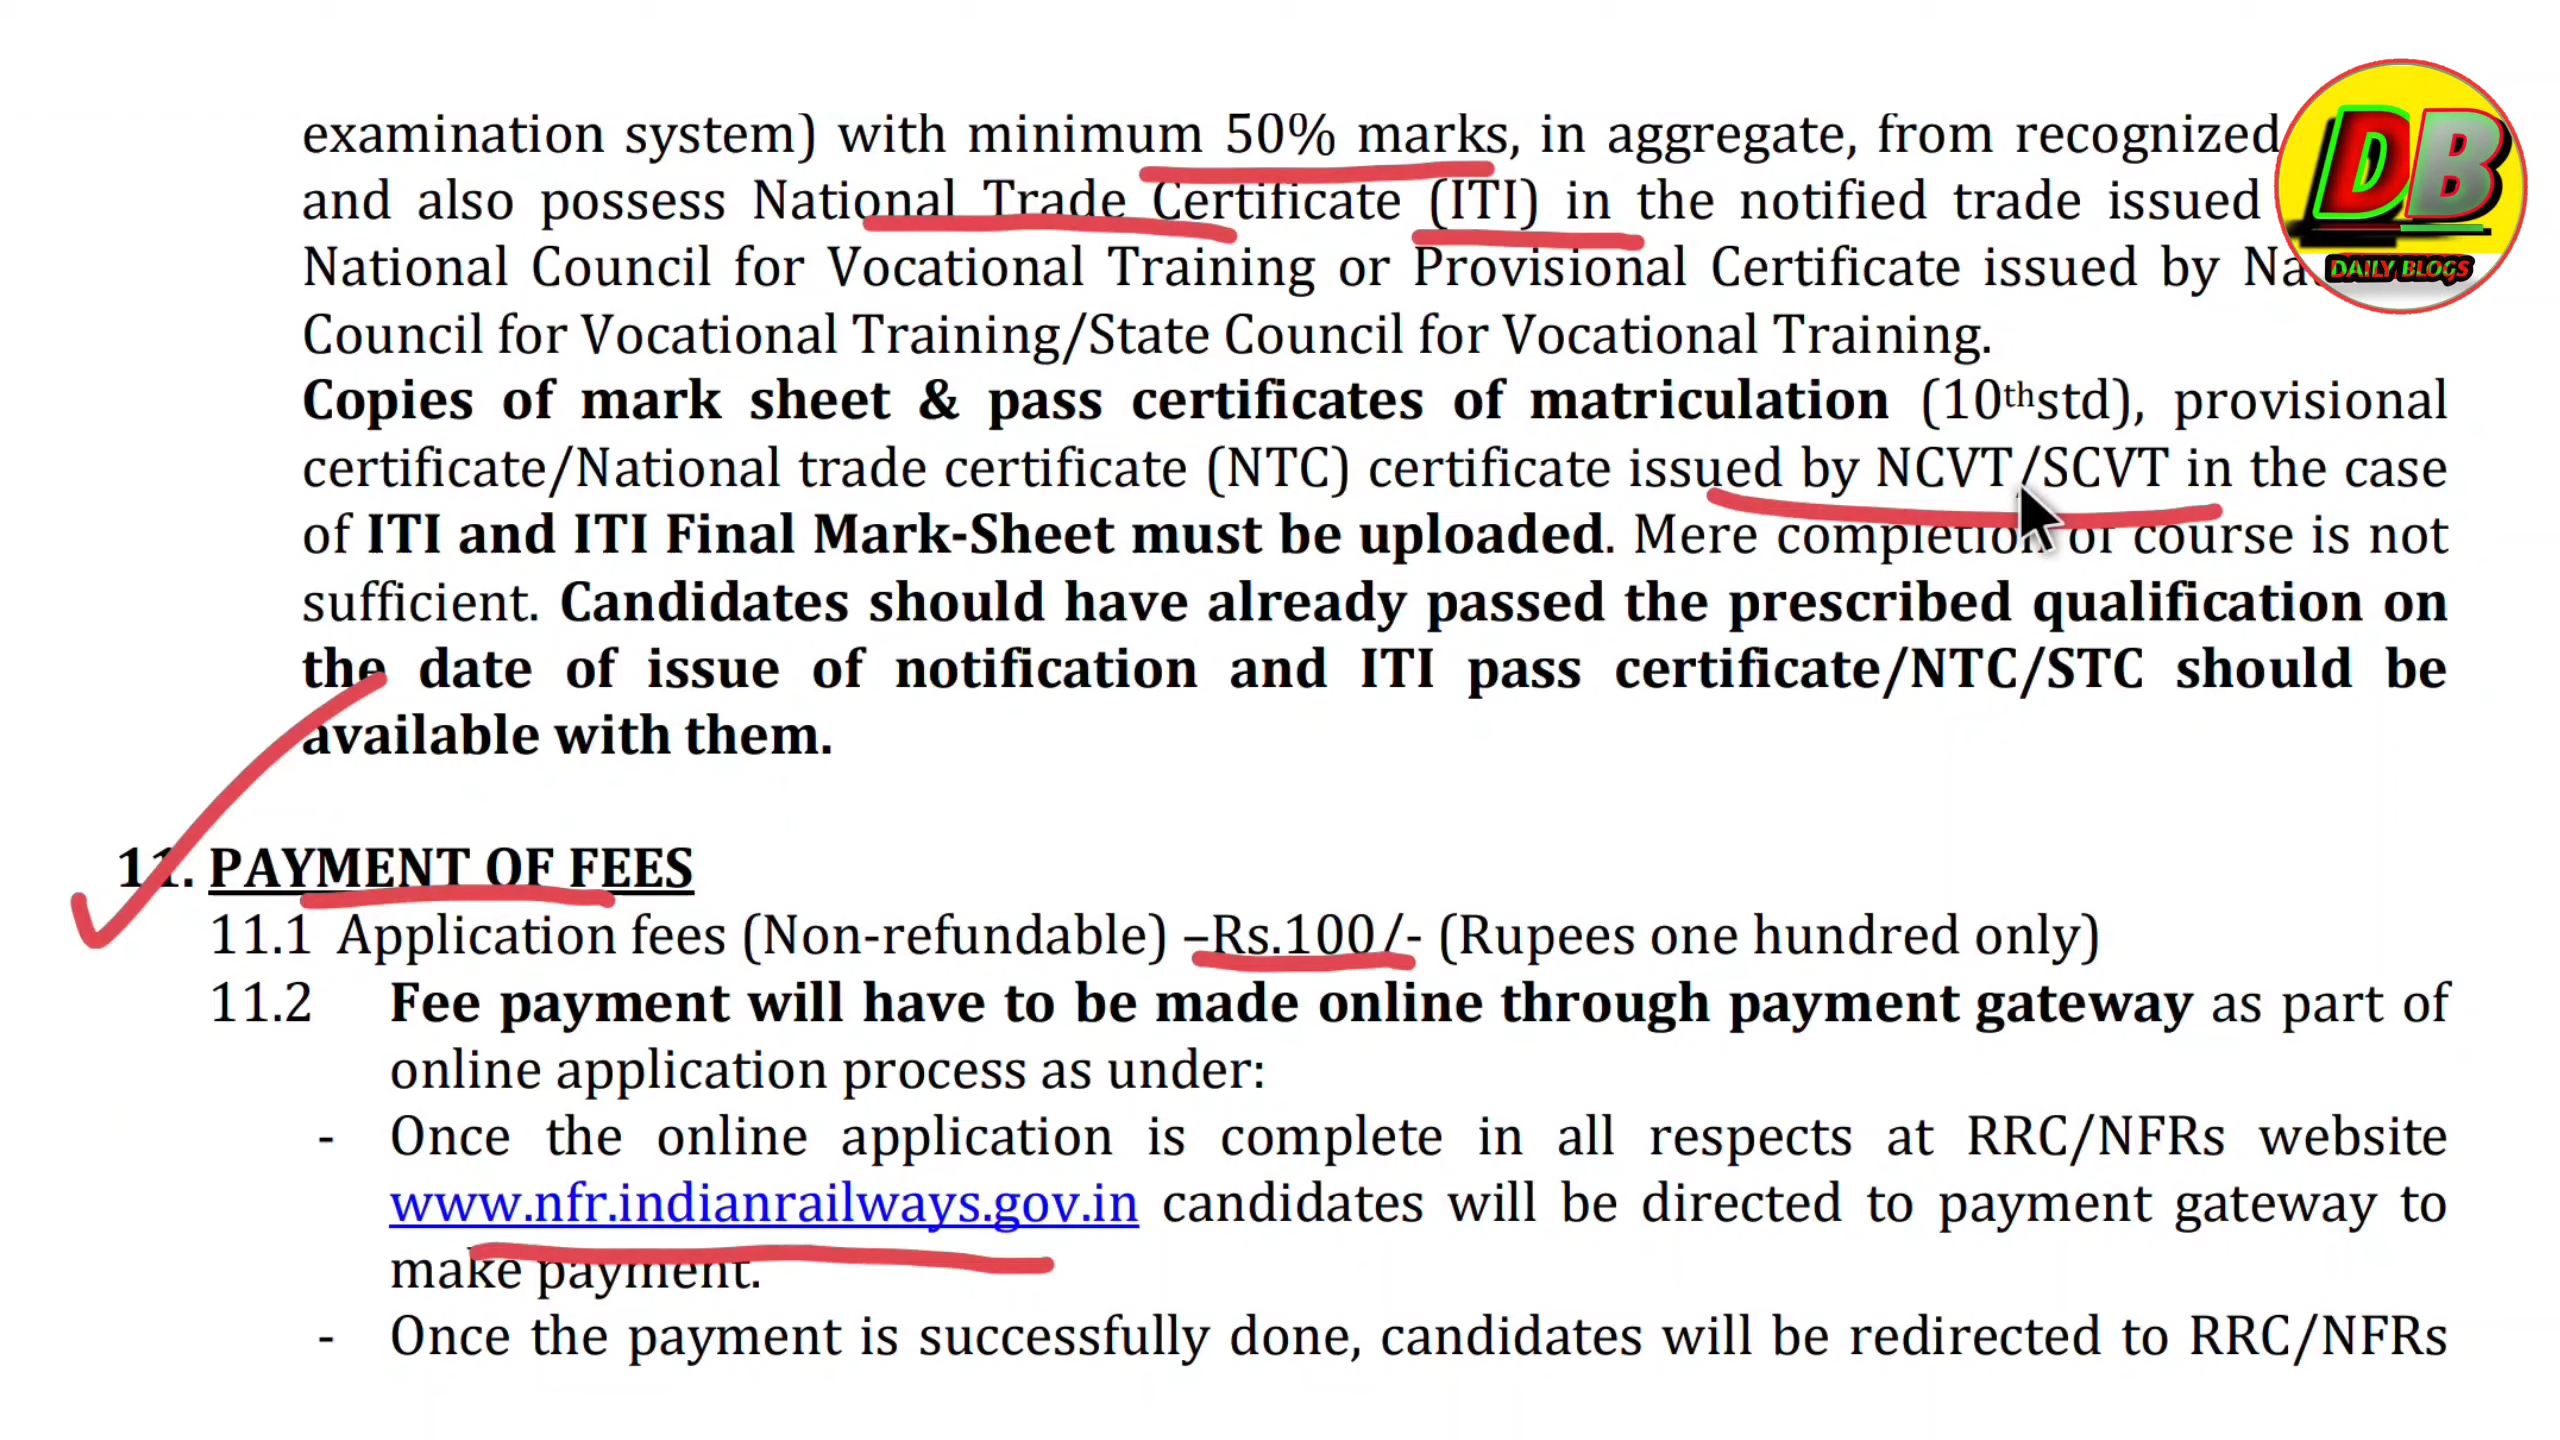 examination system) with minimum 50% marks, in aggregate, from recognized
and also possess National Trade Certificate (ITI) in the notified trade issued
National Council for Vocational Training or Provisional Certificate issued by
Council for Vocational Training/State Council for Vocational Training.
Copies of mark sheet & pass certificates of matriculation (10thstd), provisional
certificate/National trade certificate (NTC) certificate issued by NCVT/SCVT in the case
of ITI and ITI Final Mark-Sheet must be uploaded. Mere completion of course is not
sufficient. Candidates should have already passed the prescribed qualification on
the date of issue of notification and ITI pass certificate/NTC/STC should be
available with them.
11. PAYMENT OF FEES
11.1 Application fees (Non-refundable) –Rs.100/- (Rupees one hundred only)
11.2 Fee payment will have to be made online through payment gateway as part of
online application process as under:
- Once the online application is complete in all respects at RRC/NFRs website
www.nfr.indianrailways.gov.in candidates will be directed to payment gateway to
make payment.
- Once the payment is successfully done, candidates will be redirected to RRC/NFRs
DB
DAILY BLOGS